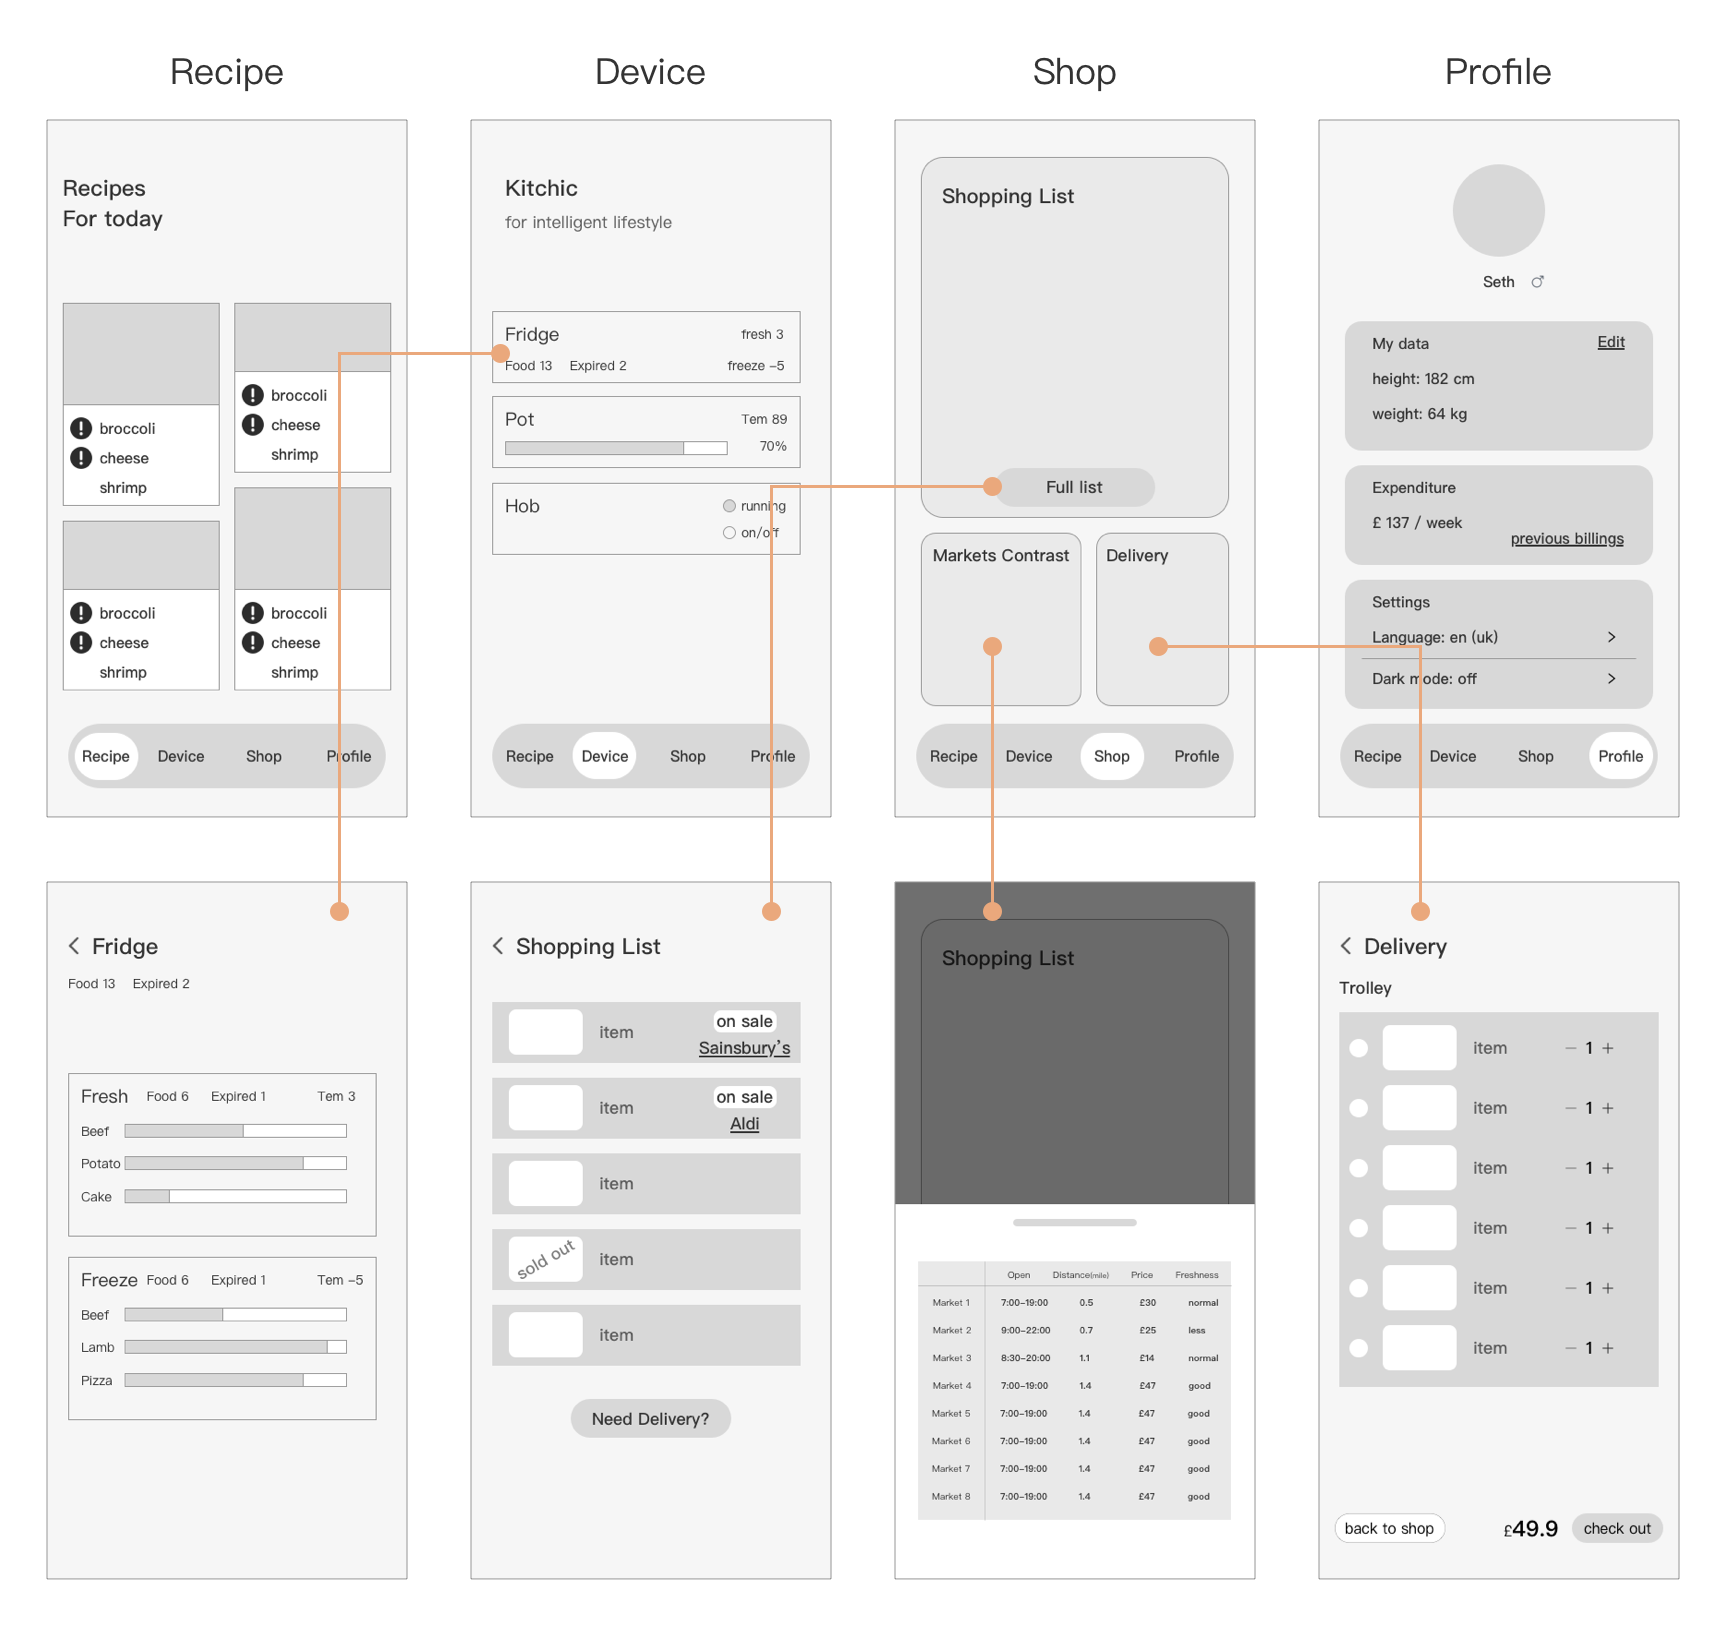 Recipe
Device
Shop
Profile
Recipes
For today
broccoli
cheese
shrimp
broccoli
cheese
shrimp
broccoli
cheese
shrimp
broccoli
cheese
shrimp
Recipe Device Shop Profile
Kitchic
for intelligent lifestyle
Fridge fresh 3
Food 13 Expired 2 freeze -5
Pot Tem 89
70%
Hob running
on/off
Recipe Device Shop Profile
Shopping List
Full list
Markets Contrast
Delivery
Recipe Device Shop Profile
Seth ♂
My data Edit
height: 182 cm
weight: 64 kg
Expenditure
£ 137 / week
previous billings
Settings
Language: en (uk) >
Dark mode: off >
Recipe Device Shop Profile
< Fridge
Food 13 Expired 2
Fresh Food 6 Expired 1 Tem 3
Beef
Potato
Cake
Freeze Food 6 Expired 1 Tem -5
Beef
Lamb
Pizza
< Shopping List
item on sale
Sainsbury's
item on sale
Aldi
item
sold out item
item
Need Delivery?
Shopping List
Open Distance(mile) Price Freshness
Market 1 7:00-19:00 0.5 £30 normal
Market 2 9:00-22:00 0.7 £25 less
Market 3 8:30-20:00 1.1 £14 normal
Market 4 7:00-19:00 1.4 £47 good
Market 5 7:00-19:00 1.4 £47 good
Market 6 7:00-19:00 1.4 £47 good
Market 7 7:00-19:00 1.4 £47 good
Market 8 7:00-19:00 1.4 £47 good
< Delivery
Trolley
item − 1 +
item − 1 +
item − 1 +
item − 1 +
item − 1 +
item − 1 +
back to shop £49.9 check out